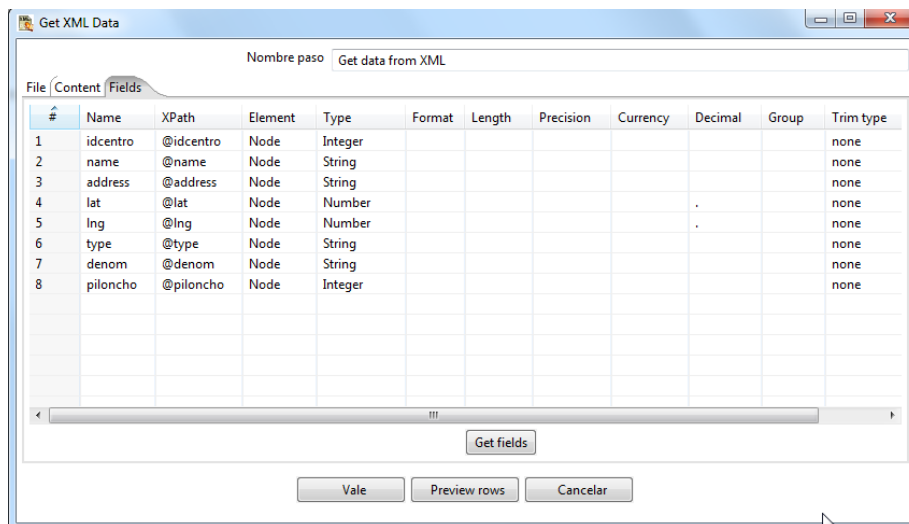 Get XML Data
Nombre paso Get data from XML
File Content Fields
# Name XPath Element Type Format Length Precision Currency Decimal Group Trim type
1 idcentro @idcentro Node Integer none
2 name @name Node String none
3 address @address Node String none
4 lat @lat Node Number . none
5 lng @lng Node Number . none
6 type @type Node String none
7 denom @denom Node String none
8 piloncho @piloncho Node Integer none
Get fields
Vale Preview rows Cancelar